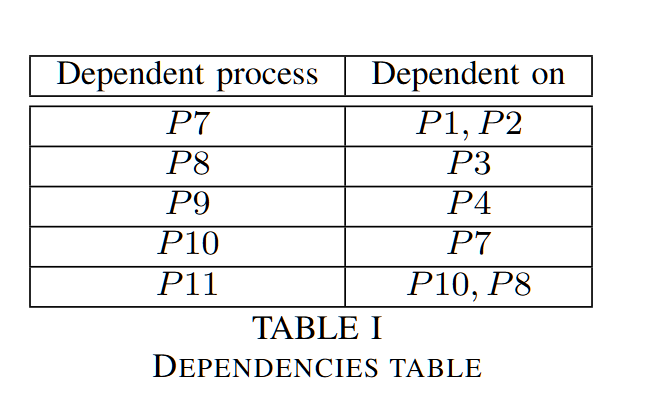 Dependent process Dependent on
P7 P1, P2
P8 P3
P9 P4
P10 P7
P11 P10, P8
TABLE I
DEPENDENCIES TABLE